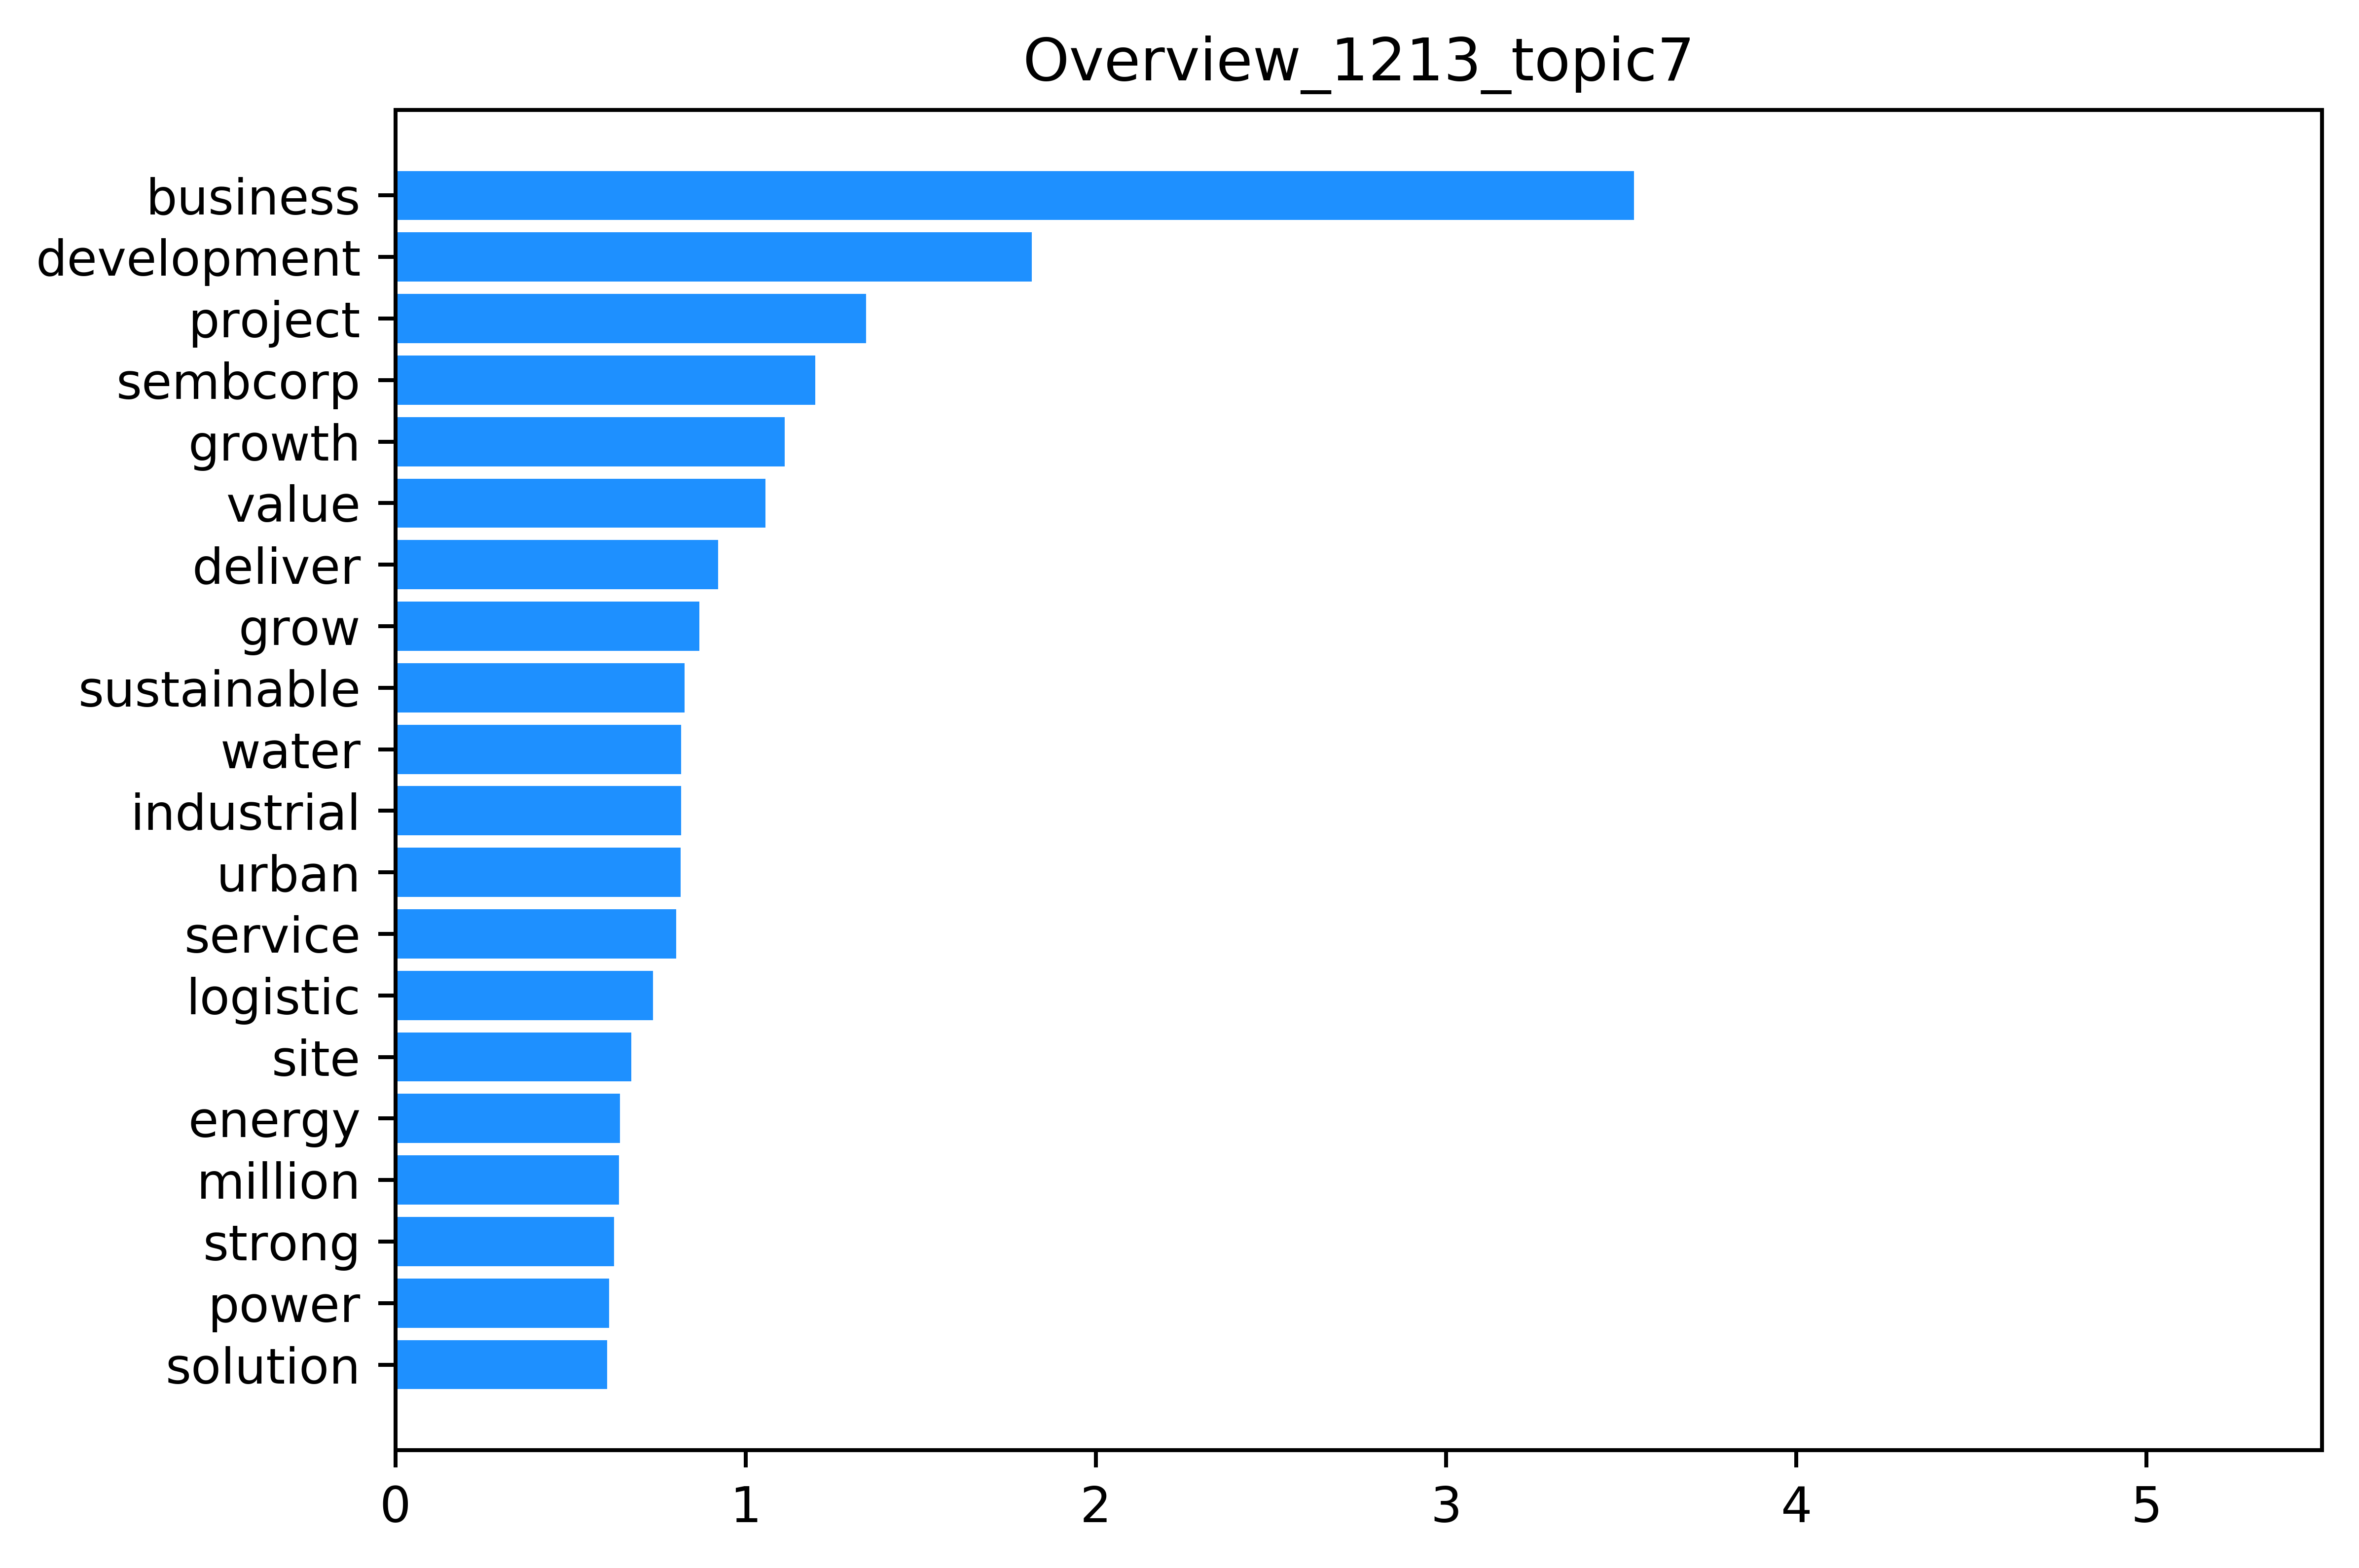 Overview_1213_topic7
business
development
project
sembcorp
growth
value
deliver
grow
sustainable
water
industrial
urban
service
logistic
site
energy
million
strong
power
solution
0 1 2 3 4 5